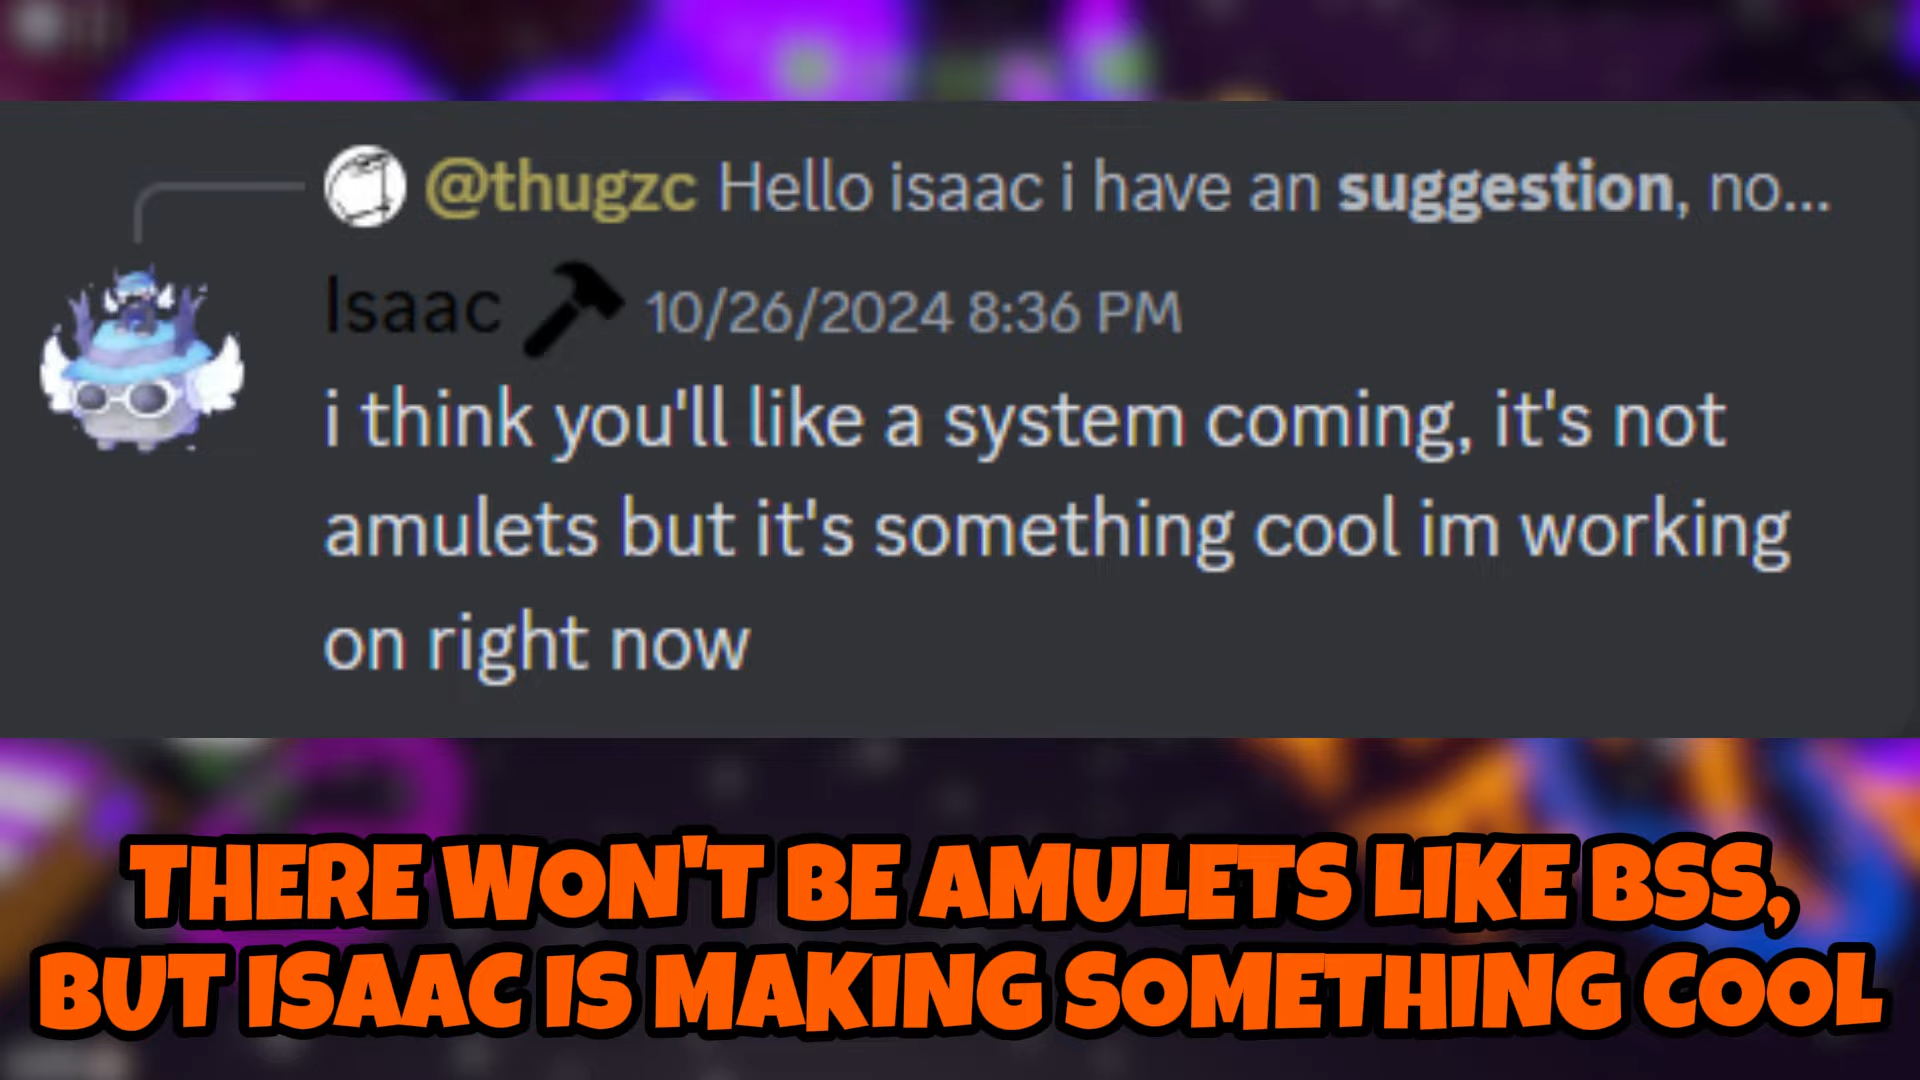 @thugzc Hello isaac i have an suggestion, no...
Isaac 10/26/2024 8:36 PM
i think you'll like a system coming, it's not
amulets but it's something cool im working
on right now
THERE WON'T BE AMULETS LIKE BSS,
BUT ISAAC IS MAKING SOMETHING COOL